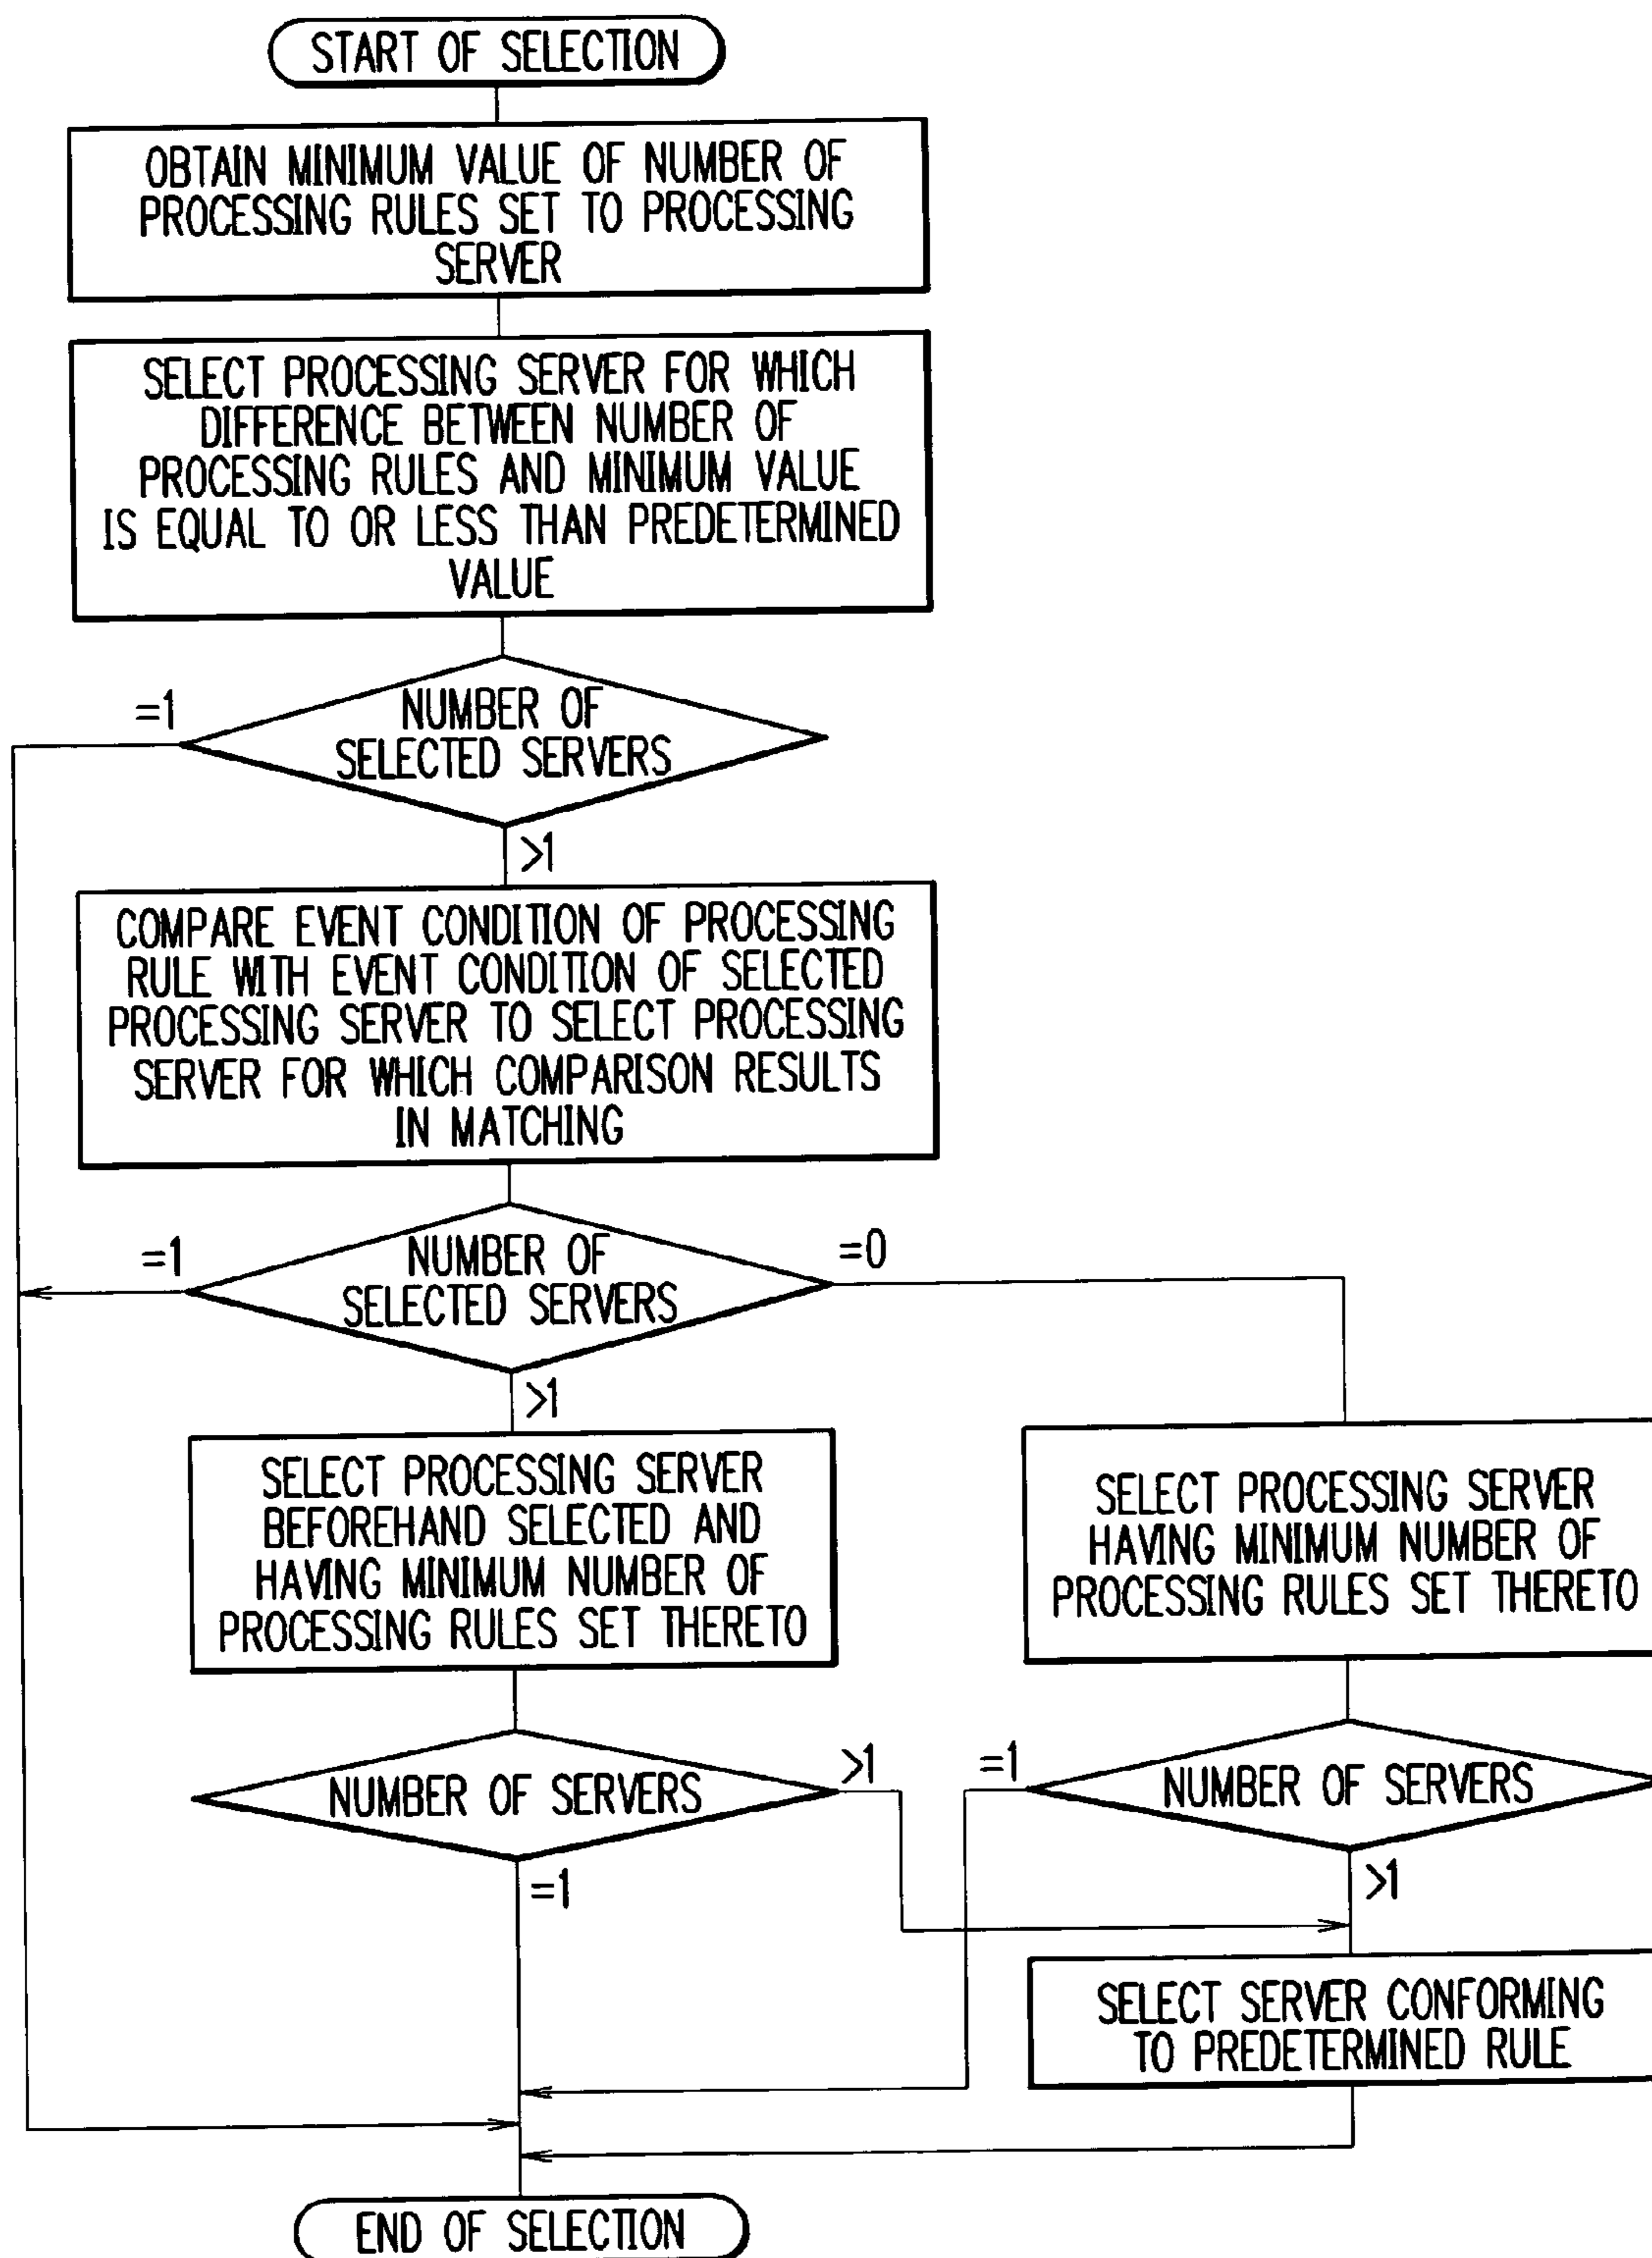 START OF SELECTION
OBTAIN MINIMUM VALUE OF NUMBER OF
PROCESSING RULES SET TO PROCESSING
SERVER
SELECT PROCESSING SERVER FOR WHICH
DIFFERENCE BETWEEN NUMBER OF
PROCESSING RULES AND MINIMUM VALUE
IS EQUAL TO OR LESS THAN PREDETERMINED
VALUE
=1
NUMBER OF
SELECTED SERVERS
>1
COMPARE EVENT CONDITION OF PROCESSING
RULE WITH EVENT CONDITION OF SELECTED
PROCESSING SERVER TO SELECT PROCESSING
SERVER FOR WHICH COMPARISON RESULTS
IN MATCHING
=1
NUMBER OF
SELECTED SERVERS
=0
>1
SELECT PROCESSING SERVER
BEFOREHAND SELECTED AND
HAVING MINIMUM NUMBER OF
PROCESSING RULES SET THERETO
SELECT PROCESSING SERVER
HAVING MINIMUM NUMBER OF
PROCESSING RULES SET THERETO
NUMBER OF SERVERS
>1
=1
=1
NUMBER OF SERVERS
>1
SELECT SERVER CONFORMING
TO PREDETERMINED RULE
END OF SELECTION